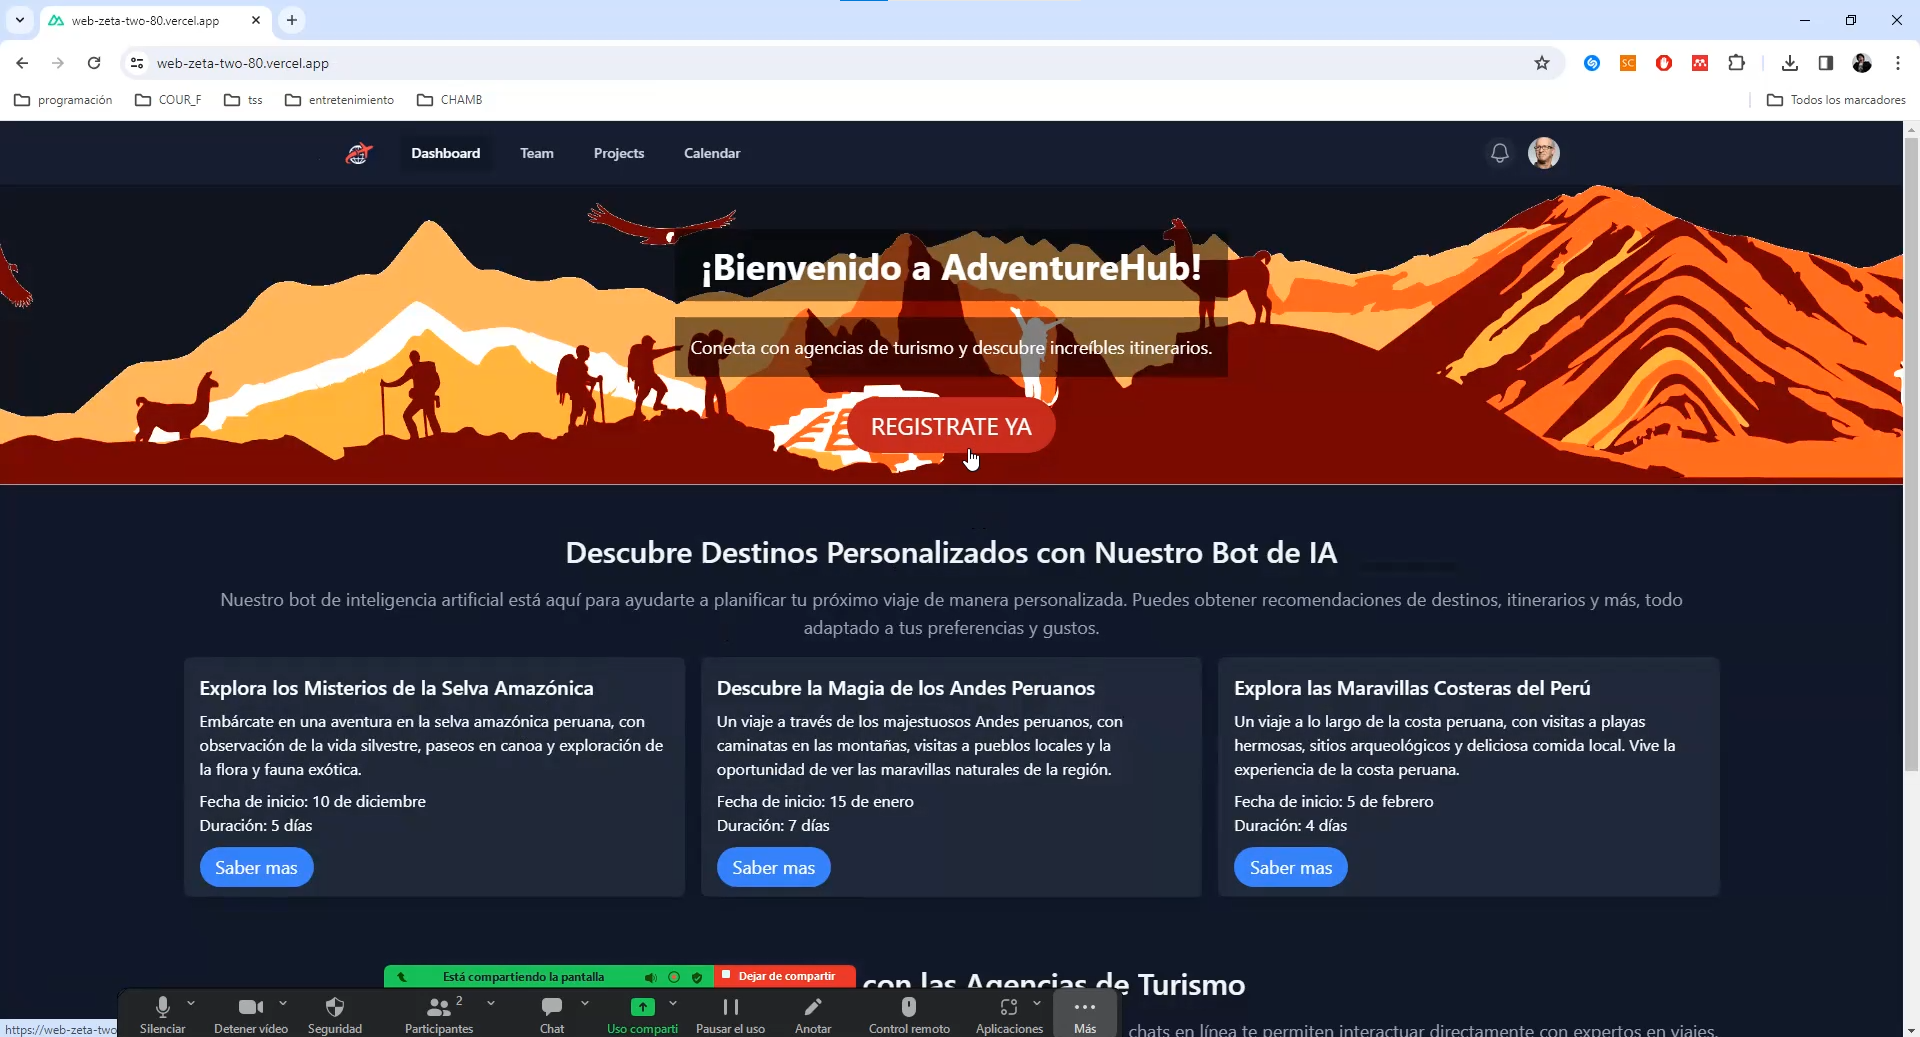 web-zeta-two-80.vercel.app
web-zeta-two-80.vercel.app
SC
programación
COUR_F
tss
entretenimiento
CHAMB
Todos los marcadores
Dashboard
Team
Projects
Calendar
¡Bienvenido a AdventureHub!
Conecta con agencias de turismo y descubre increíbles itinerarios.
REGISTRATE YA
Descubre Destinos Personalizados con Nuestro Bot de IA
Nuestro bot de inteligencia artificial está aquí para ayudarte a planificar tu próximo viaje de manera personalizada. Puedes obtener recomendaciones de destinos, itinerarios y más, todo
adaptado a tus preferencias y gustos.
Explora los Misterios de la Selva Amazónica
Embárcate en una aventura en la selva amazónica peruana, con
observación de la vida silvestre, paseos en canoa y exploración de
la flora y fauna exótica.
Fecha de inicio: 10 de diciembre
Duración: 5 días
Saber mas
Descubre la Magia de los Andes Peruanos
Un viaje a través de los majestuosos Andes peruanos, con
caminatas en las montañas, visitas a pueblos locales y la
oportunidad de ver las maravillas naturales de la región.
Fecha de inicio: 15 de enero
Duración: 7 días
Saber mas
Explora las Maravillas Costeras del Perú
Un viaje a lo largo de la costa peruana, con visitas a playas
hermosas, sitios arqueológicos y deliciosa comida local. Vive la
experiencia de la costa peruana.
Fecha de inicio: 5 de febrero
Duración: 4 días
Saber mas
Está compartiendo la pantalla
Dejar de compartir
con las Agencias de Turismo
chats en línea te permiten interactuar directamente con expertos en viajes.
https://web-zeta-two
Silenciar
Detener vídeo
Seguridad
Participantes
2
Chat
Uso comparti
Pausar el uso
Anotar
Control remoto
Aplicaciones
Más